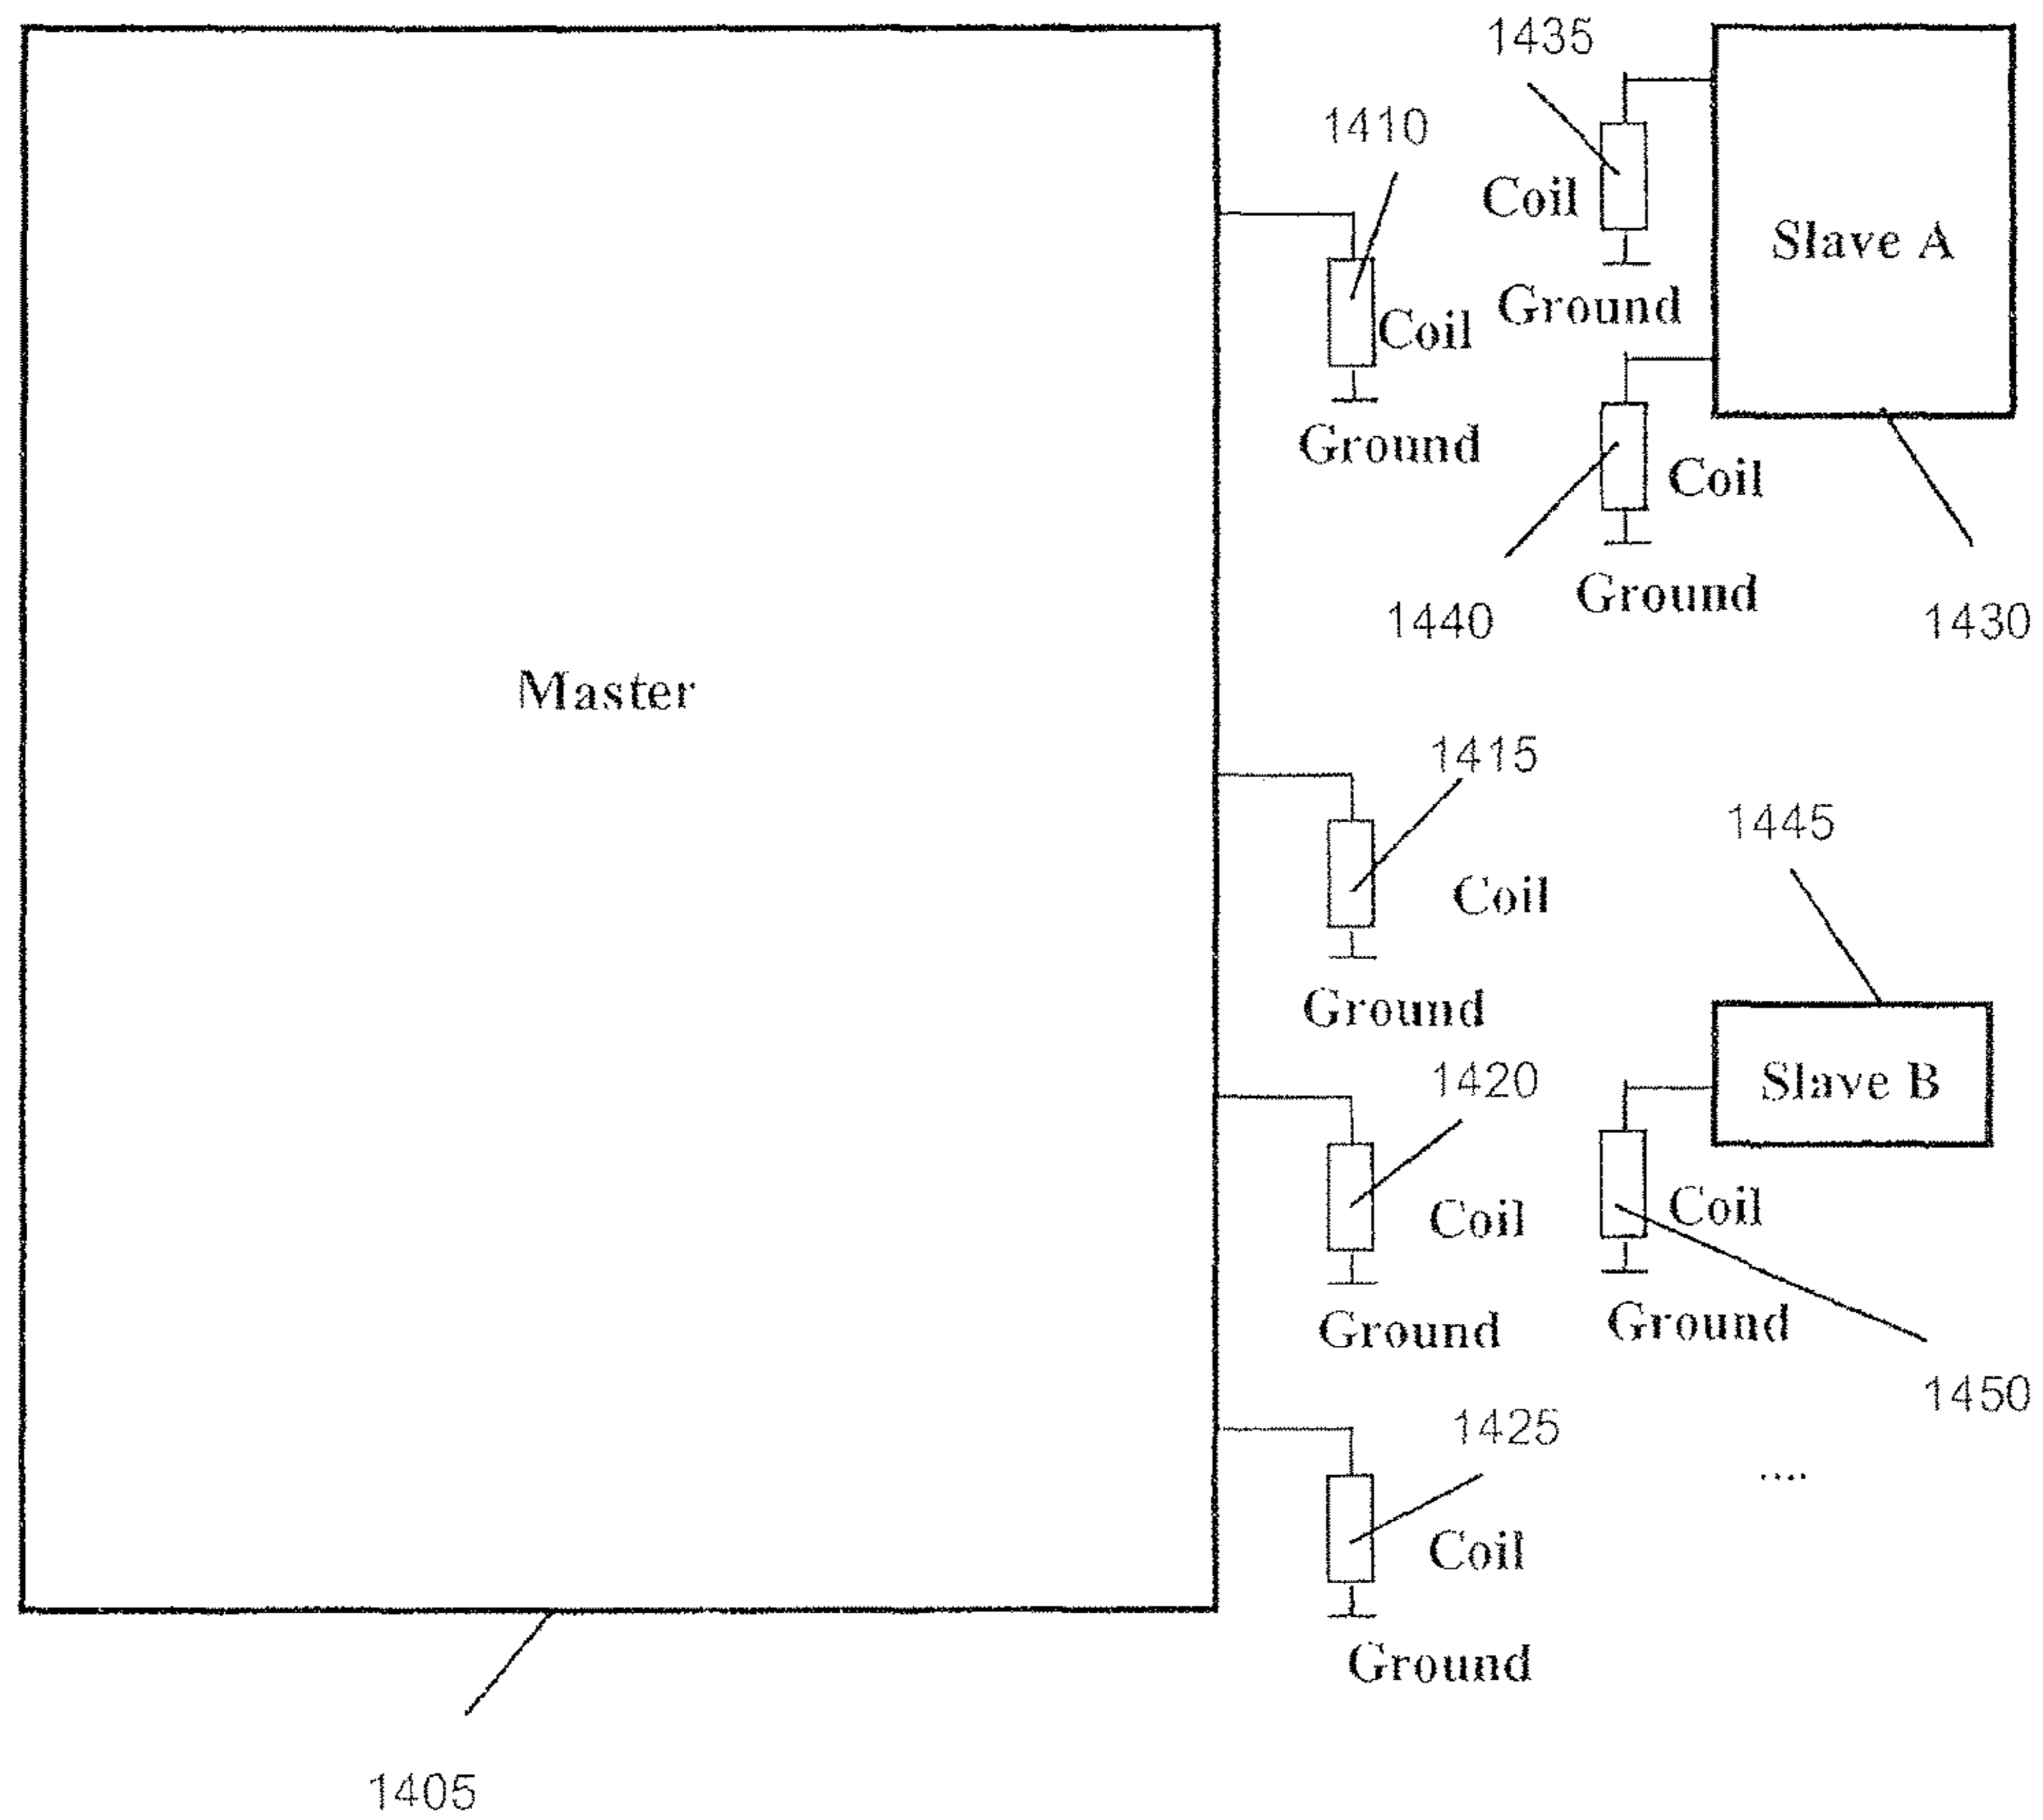 1435
1410
Coil
Slave A
Ground
Coil
Ground
Coil
Ground
1440
1430
Master
1415
1445
Coil
Ground
1420
Slave B
Coil
Coil
Ground
Ground
1450
1425
....
Coil
Ground
1405